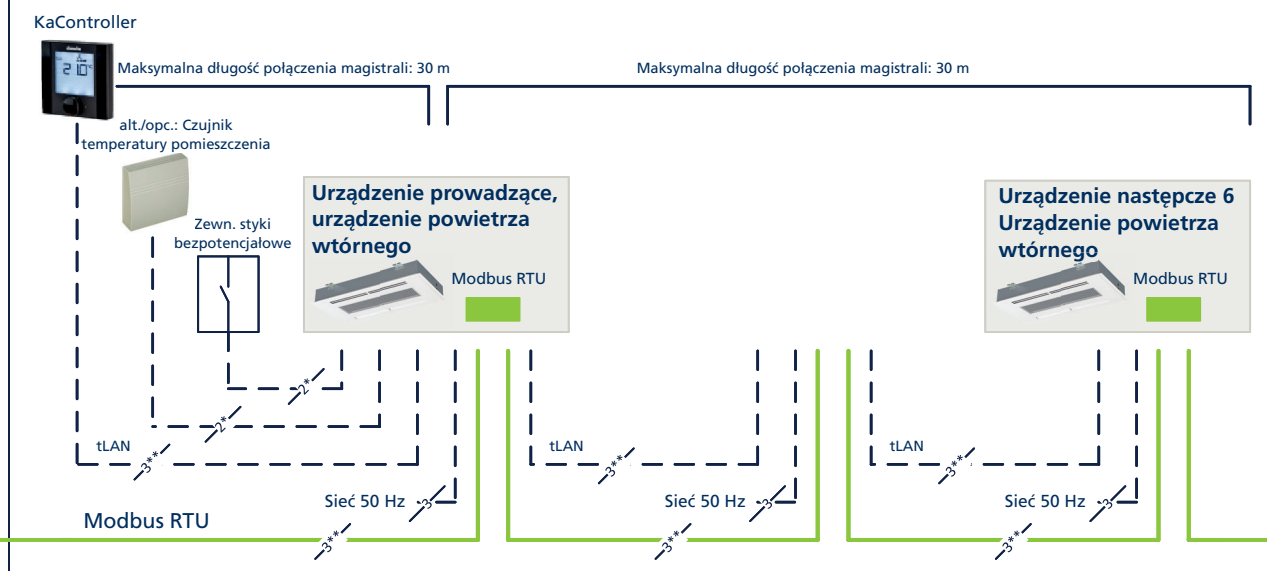 KaController
21.0
°C
Maksymalna długość połączenia magistrali: 30 m
Maksymalna długość połączenia magistrali: 30 m
alt./opc.: Czujnik
temperatury pomieszczenia
Zewn. styki
bezpotencjałowe
Urządzenie prowadzące,
urządzenie powietrza
wtórnego
Modbus RTU
Urządzenie następcze 6
Urządzenie powietrza
wtórnego
Modbus RTU
2*
2*
tLAN
3**
tLAN
3**
tLAN
3**
Sieć 50 Hz
3
Sieć 50 Hz
3
Sieć 50 Hz
3
Modbus RTU
3**
3**
3**